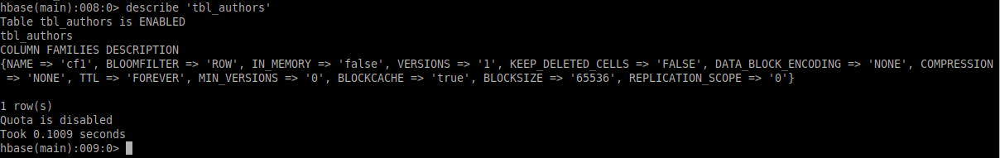 hbase(main):008:0> describe 'tbl_authors'
Table tbl_authors is ENABLED
tbl_authors
COLUMN FAMILIES DESCRIPTION
{NAME => 'cf1', BLOOMFILTER => 'ROW', IN_MEMORY => 'false', VERSIONS => '1', KEEP_DELETED_CELLS => 'FALSE', DATA_BLOCK_ENCODING => 'NONE', COMPRESSION
 => 'NONE', TTL => 'FOREVER', MIN_VERSIONS => '0', BLOCKCACHE => 'true', BLOCKSIZE => '65536', REPLICATION_SCOPE => '0'}
1 row(s)
Quota is disabled
Took 0.1009 seconds
hbase(main):009:0>